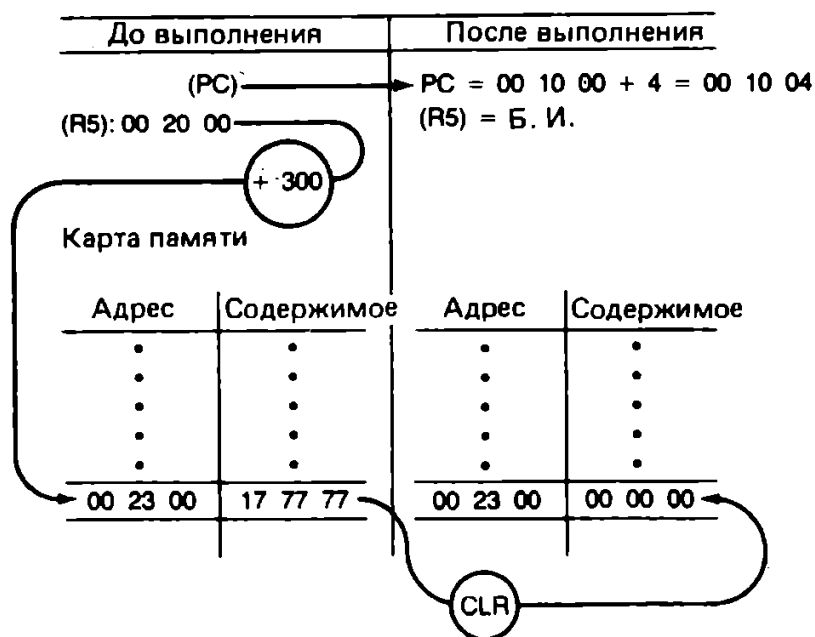 До выполнения После выполнения
(PC) PC = 00 10 00 + 4 = 00 10 04
(R5): 00 20 00 (R5) = Б. И.
+ 300
Карта памяти
Адрес Содержимое Адрес Содержимое
00 23 00 17 77 77 00 23 00 00 00 00
CLR